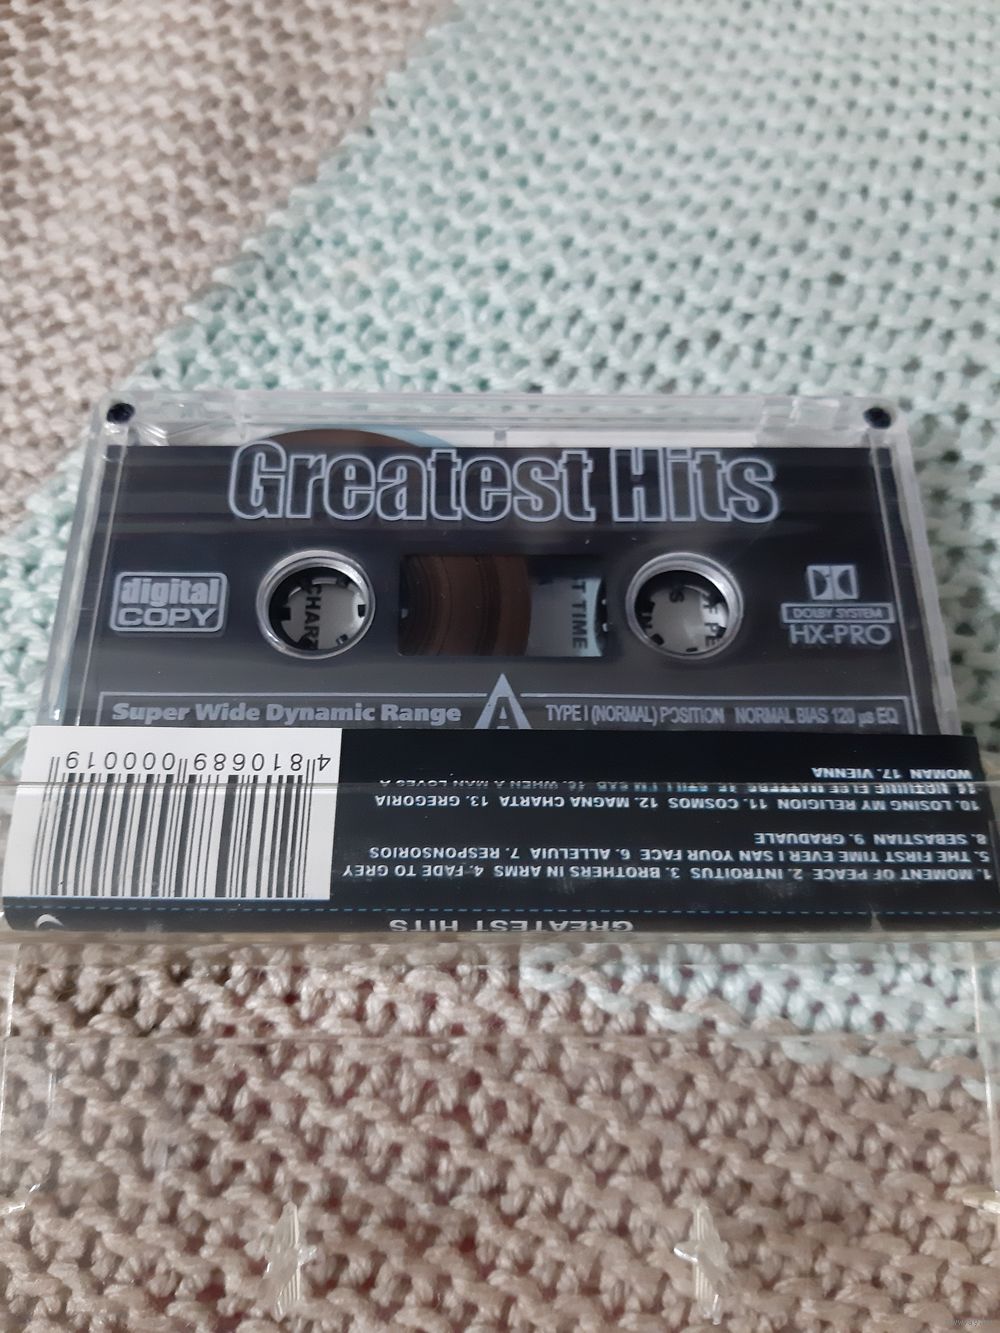 Greatest Hits
digital
COPY
DOLBY SYSTEM
HX-PRO
CHART
T TIME
Super Wide Dynamic Range
A
TYPE I (NORMAL) POSITION NORMAL BIAS 120 µs EQ
GREATEST HITS
1. MOMENT OF PEACE 2. INTROITUS 3. BROTHERS IN ARMS 4. FADE TO GREY
5. THE FIRST TIME EVER I SAN YOUR FACE 6. ALLELUIA 7. RESPONSORIOS
8. SEBASTIAN 9. GRADUALE
10. LOSING MY RELIGION 11. COSMOS 12. MAGNA CHARTA 13. GREGORIA
14. NOTHING ELSE MATTERS 15. STILL I'M SAD 16. WHEN A MAN LOVES A
WOMAN 17. VIENNA
4 810689 000019